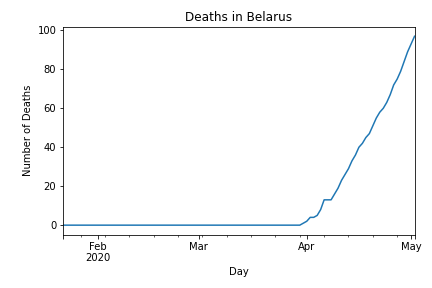 Deaths in Belarus
100
80
60
40
20
0
Number of Deaths
Feb
2020
Mar
Apr
May
Day